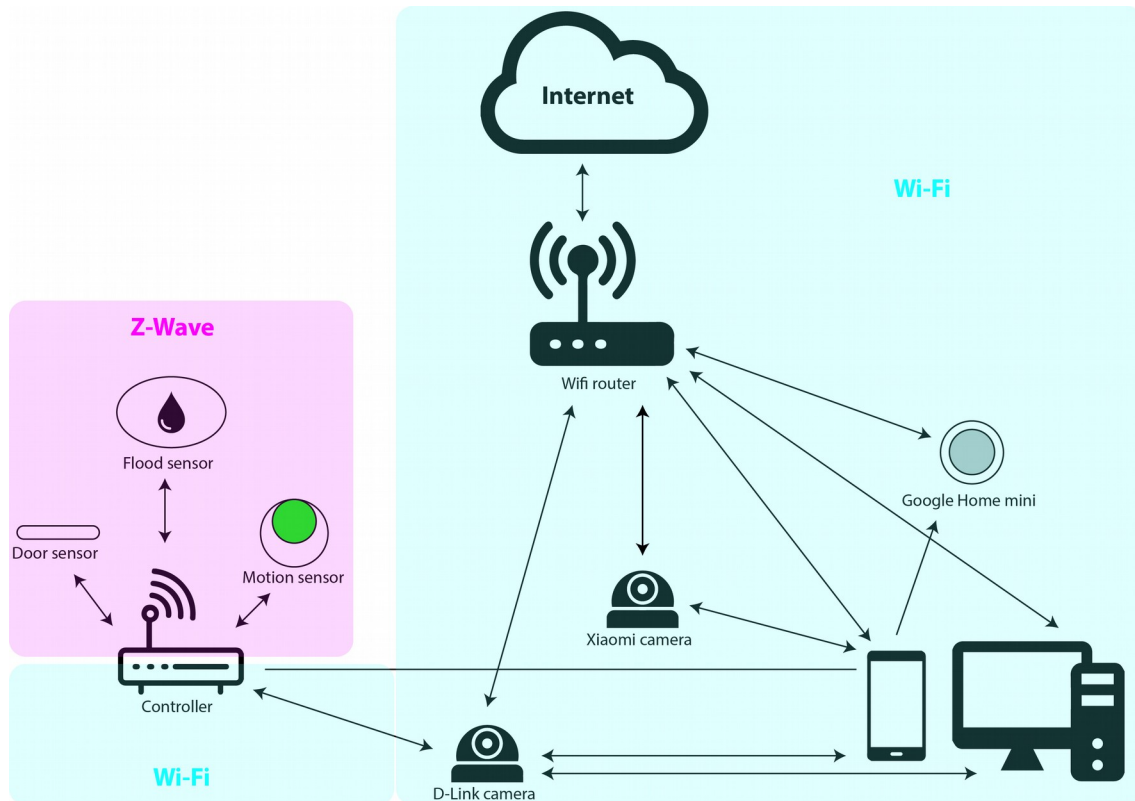 Internet
Wi-Fi
Z-Wave
Wifi router
Flood sensor
Google Home mini
Door sensor
Motion sensor
Xiaomi camera
Controller
Wi-Fi
D-Link camera